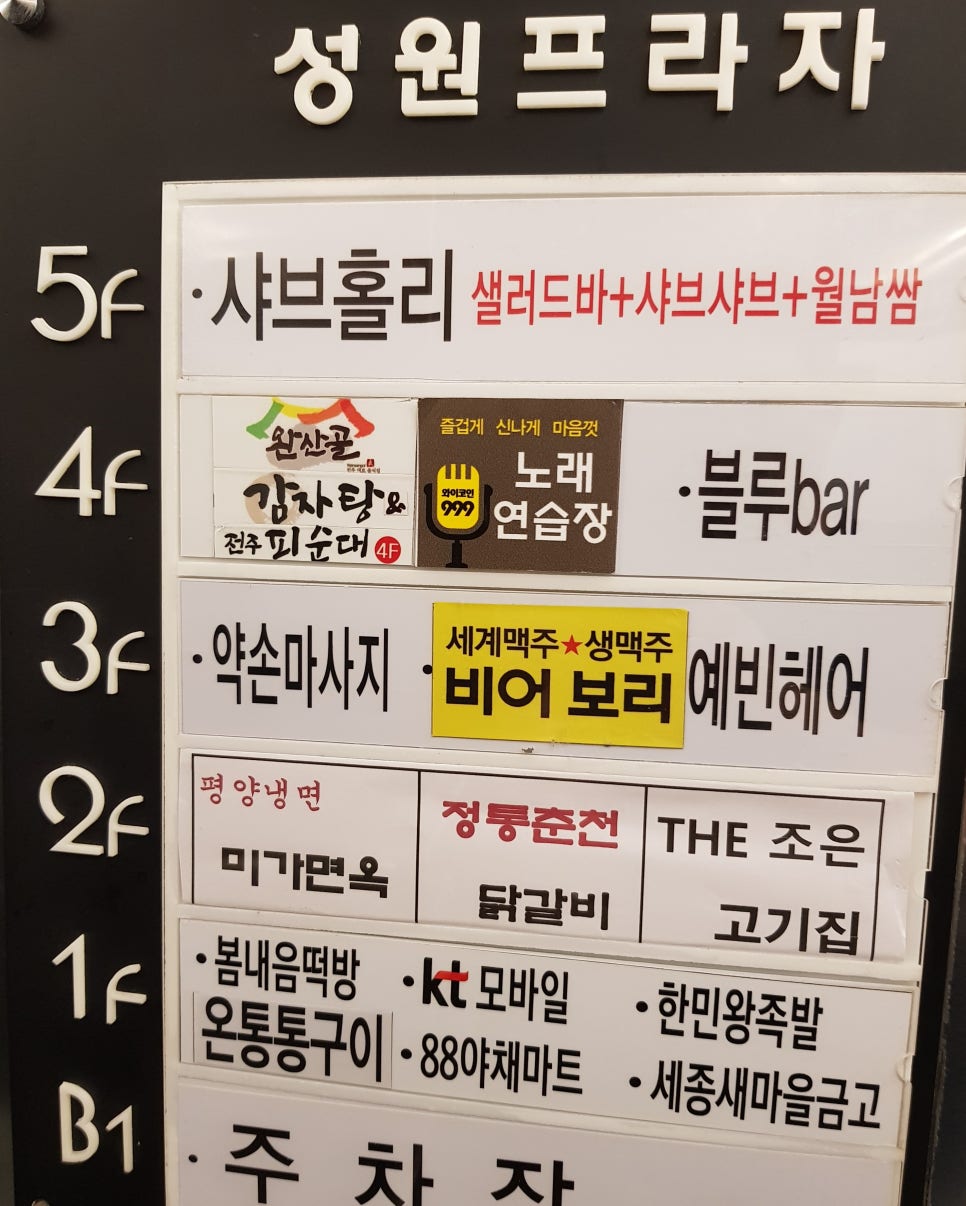 성원프라자
5F
·샤브홀리 샐러드바+샤브샤브+월남쌈
4F
완산골
감자탕&
전주 피순대 4F
즐겁게 신나게 마음껏
와이코인
999
노래
연습장
·블루bar
3F
·약손마사지
·세계맥주★생맥주
비어 보리
예빈헤어
2F
평양냉면
미가면옥
정통춘천
닭갈비
THE 조은
고기집
1F
·봄내음떡방
온통통구이
·kt 모바일
·88야채마트
·한민왕족발
·세종새마을금고
B1
·주차장